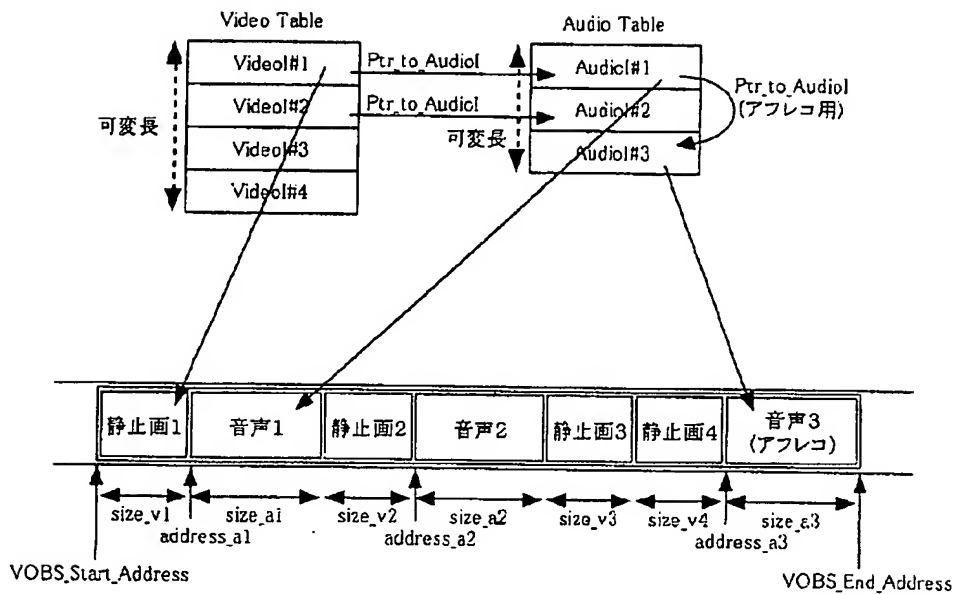 Video Table
Audio Table
VideoI#1
VideoI#2
VideoI#3
VideoI#4
可変長
Ptr_to_AudioI
Ptr_to_AudioI
AudioI#1
AudioI#2
AudioI#3
可変長
Ptr_to_AudioI
(アフレコ用)
静止画1
音声1
静止画2
音声2
静止画3
静止画4
音声3
(アフレコ)
size_v1
size_a1
size_v2
size_a2
size_v3
size_v4
size_a3
address_a1
address_a2
address_a3
VOBS_Start_Address
VOBS_End_Address